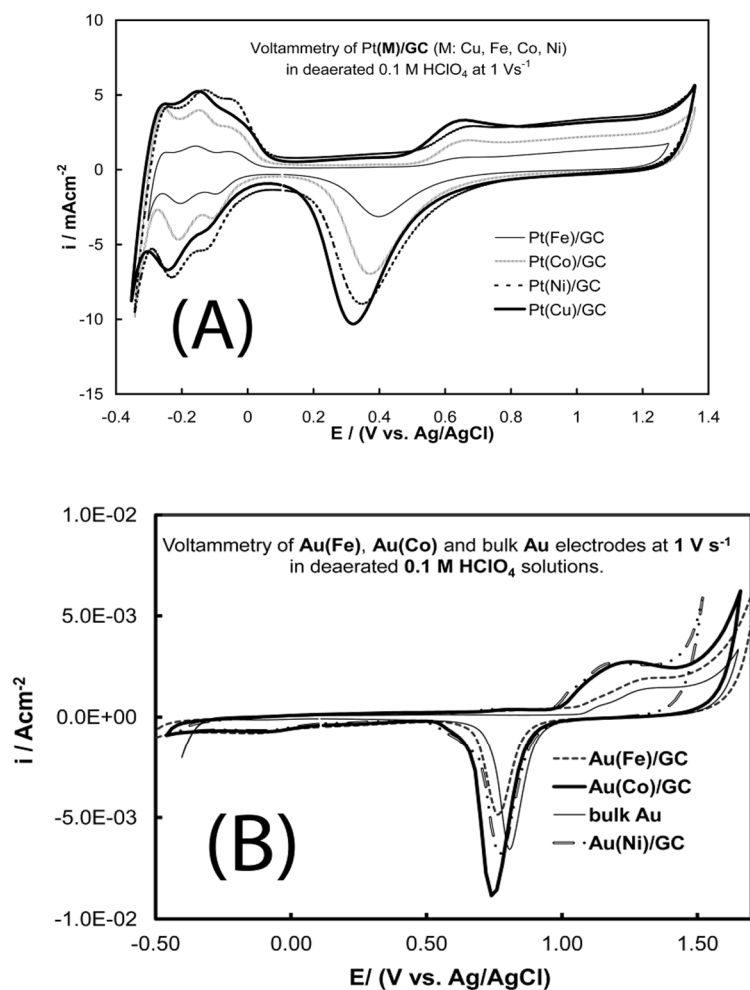 Voltammetry of Pt(M)/GC (M: Cu, Fe, Co, Ni)
in deaerated 0.1 M HClO₄ at 1 Vs⁻¹
10
5
0
-5
-10
-15
i / mAcm⁻²
Pt(Fe)/GC
Pt(Co)/GC
Pt(Ni)/GC
Pt(Cu)/GC
(A)
-0.4 -0.2 0 0.2 0.4 0.6 0.8 1 1.2 1.4
E / (V vs. Ag/AgCl)
1.0E-02
5.0E-03
0.0E+00
-5.0E-03
-1.0E-02
i / Acm⁻²
Voltammetry of Au(Fe), Au(Co) and bulk Au electrodes at 1 V s⁻¹
in deaerated 0.1 M HClO₄ solutions.
Au(Fe)/GC
Au(Co)/GC
bulk Au
Au(Ni)/GC
(B)
-0.50 0.00 0.50 1.00 1.50
E/ (V vs. Ag/AgCl)